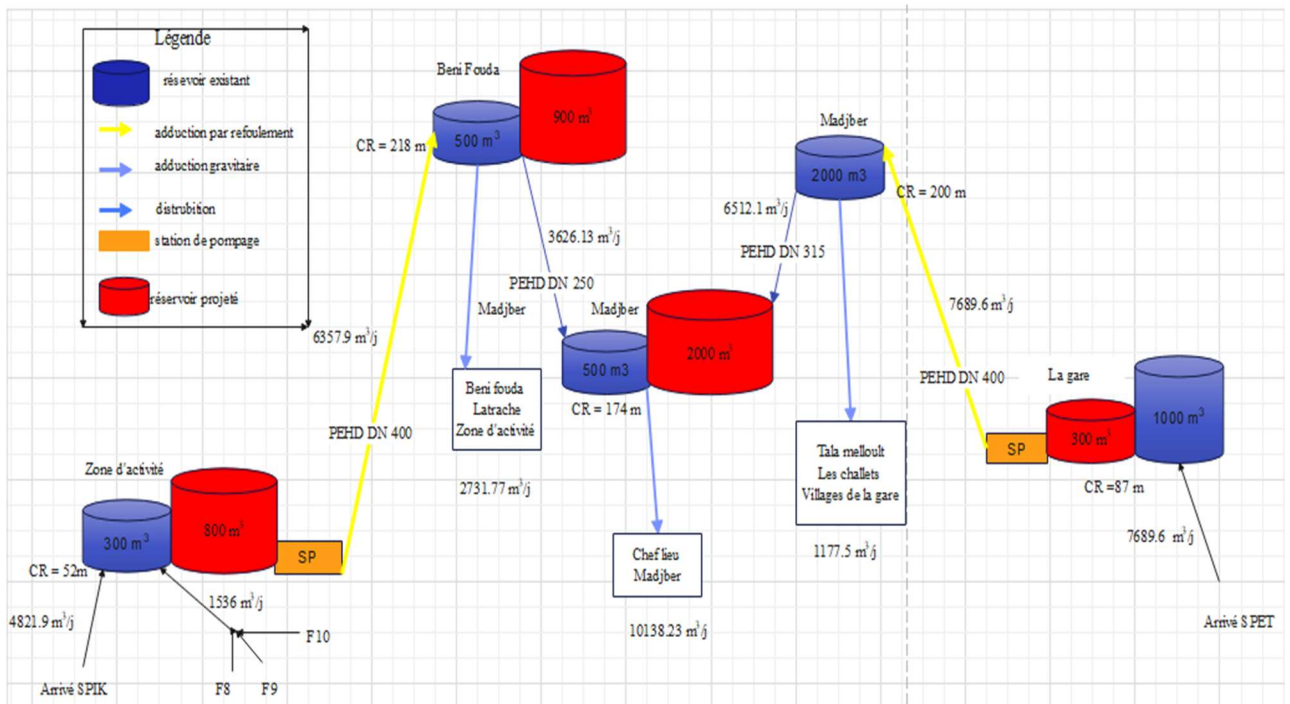 Légende
résevoir existant
adduction par refoulement
adduction gravitaire
distrubition
station de pompage
réservoir projeté
Beni Fouda
500 m³
900 m³
CR = 218 m
6357.9 m³/j
PEHD DN 400
3626.13 m³/j
PEHD DN 250
Madjber
Beni fouda
Latrache
Zone d'activité
2731.77 m³/j
Madjber
500 m3
2000 m³
CR = 174 m
Chef lieu
Madjber
10138.23 m³/j
Madjber
2000 m3
CR = 200 m
6512.1 m³/j
PEHD DN 315
Tala melloult
Les challets
Villages de la gare
1177.5 m³/j
7689.6 m³/j
PEHD DN 400
La gare
SP
300 m³
1000 m³
CR =87 m
7689.6 m³/j
Arrivé SPET
Zone d'activité
300 m³
800 m³
SP
CR = 52m
1536 m³/j
4821.9 m³/j
F10
Arrivé SPIK
F8
F9